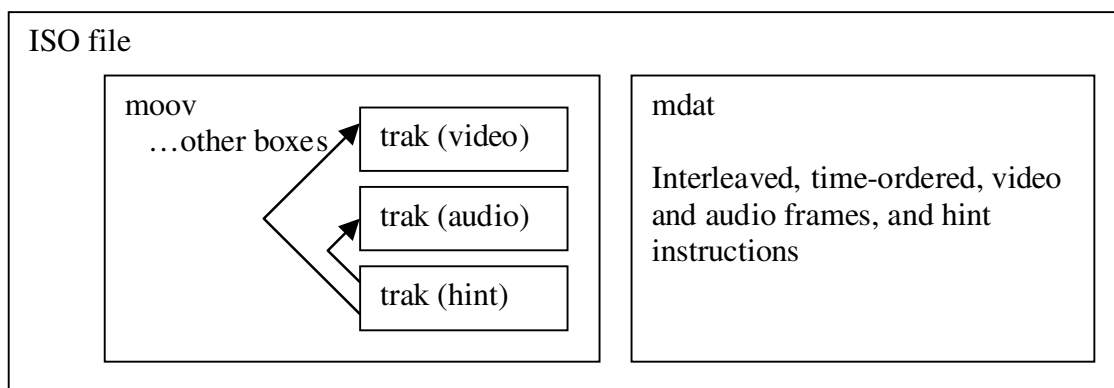 ISO file
moov
…other boxes
trak (video)
trak (audio)
trak (hint)
mdat
Interleaved, time-ordered, video
and audio frames, and hint
instructions